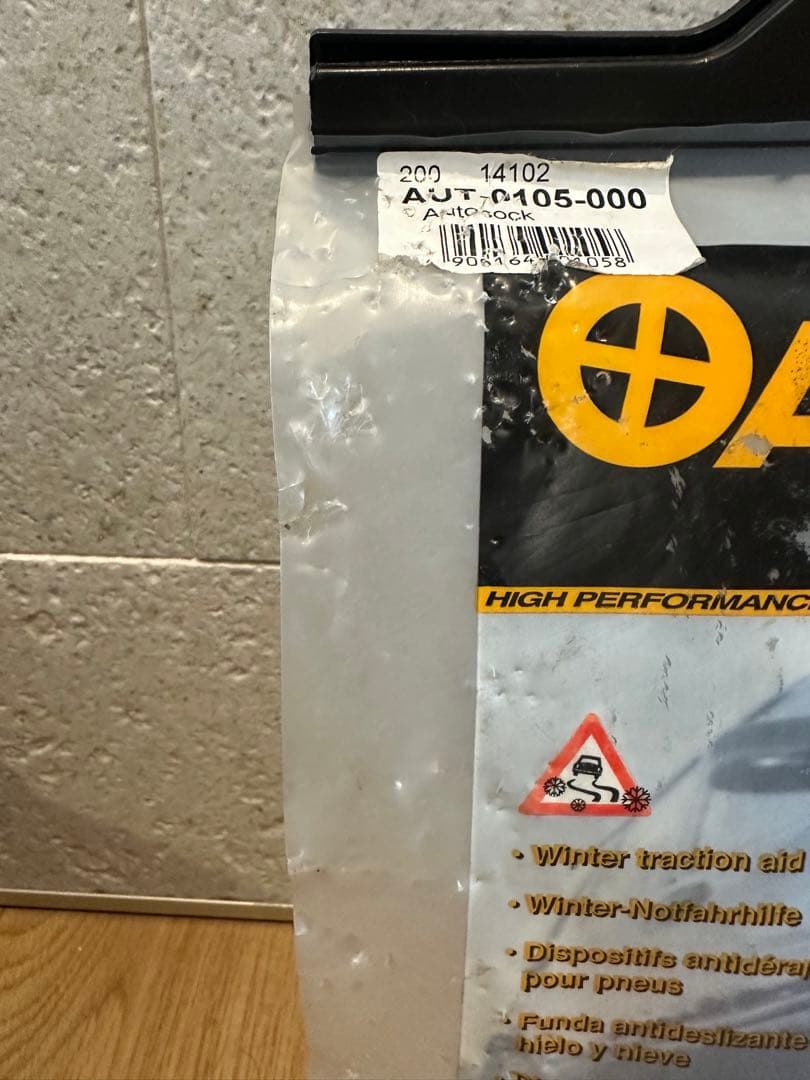 200 14102
AUT-0105-000
Autosock
HIGH PERFORMANC
• Winter traction aid
• Winter-Notfahrhilfe
• Dispositifs antidéra
pour pneus
• Funda antideslizante
hielo y nieve